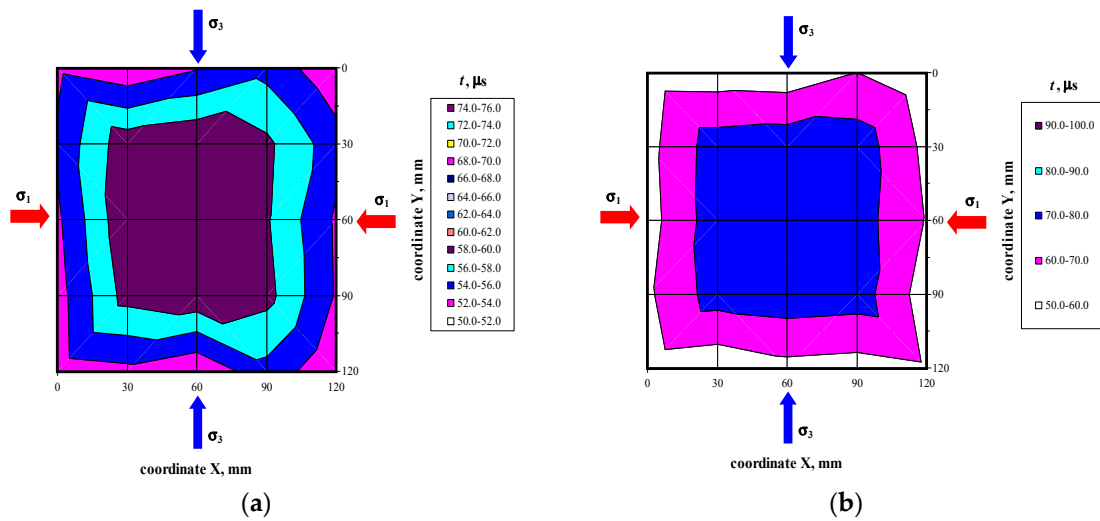 σ3
t, μs
74.0-76.0
72.0-74.0
70.0-72.0
68.0-70.0
66.0-68.0
64.0-66.0
62.0-64.0
60.0-62.0
58.0-60.0
56.0-58.0
54.0-56.0
52.0-54.0
50.0-52.0
0
30
60
90
120
coordinate Y, mm
σ1
σ1
0 30 60 90 120
σ3
coordinate X, mm
(a)
σ3
t, μs
90.0-100.0
80.0-90.0
70.0-80.0
60.0-70.0
50.0-60.0
0
30
60
90
120
coordinate Y, mm
σ1
σ1
0 30 60 90 120
σ3
coordinate X, mm
(b)